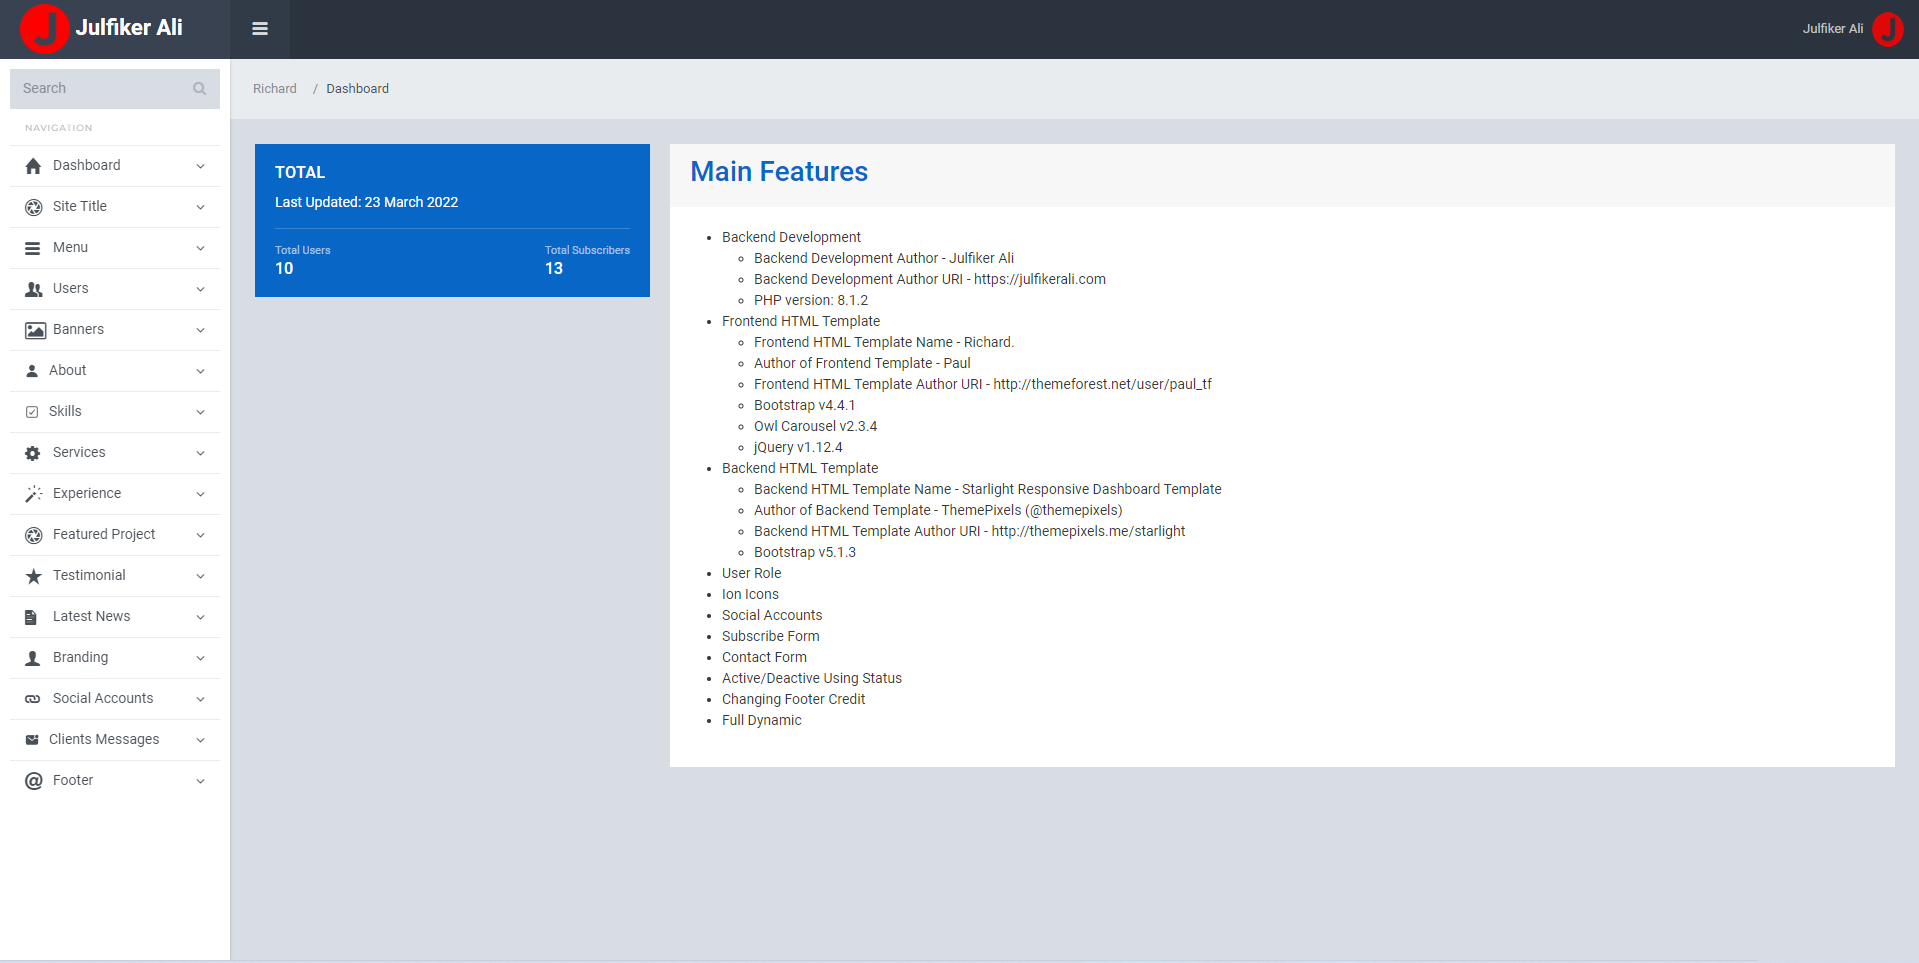 Julfiker Ali
Julfiker Ali
Search
NAVIGATION
Dashboard
Site Title
Menu
Users
Banners
About
Skills
Services
Experience
Featured Project
Testimonial
Latest News
Branding
Social Accounts
Clients Messages
Footer
Richard / Dashboard
TOTAL
Last Updated: 23 March 2022
Total Users
10
Total Subscribers
13
Main Features
Backend Development
Backend Development Author - Julfiker Ali
Backend Development Author URI - https://julfikerali.com
PHP version: 8.1.2
Frontend HTML Template
Frontend HTML Template Name - Richard.
Author of Frontend Template - Paul
Frontend HTML Template Author URI - http://themeforest.net/user/paul_tf
Bootstrap v4.4.1
Owl Carousel v2.3.4
jQuery v1.12.4
Backend HTML Template
Backend HTML Template Name - Starlight Responsive Dashboard Template
Author of Backend Template - ThemePixels (@themepixels)
Backend HTML Template Author URI - http://themepixels.me/starlight
Bootstrap v5.1.3
User Role
Ion Icons
Social Accounts
Subscribe Form
Contact Form
Active/Deactive Using Status
Changing Footer Credit
Full Dynamic